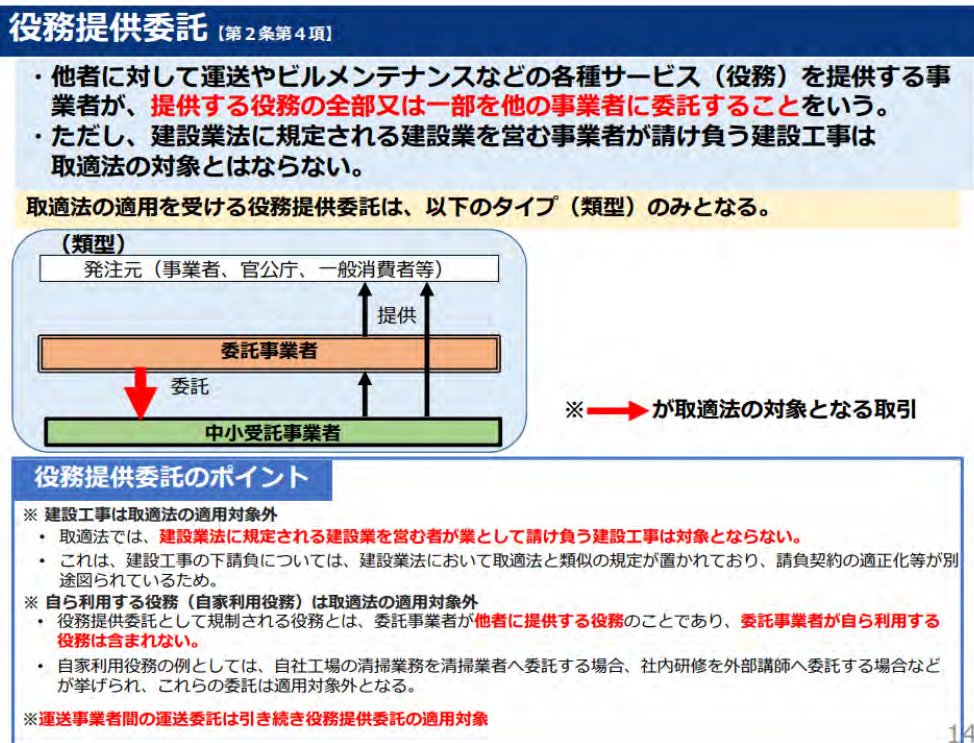 役務提供委託【第２条第４項】
・他者に対して運送やビルメンテナンスなどの各種サービス（役務）を提供する事
業者が、提供する役務の全部又は一部を他の事業者に委託することをいう。
・ただし、建設業法に規定される建設業を営む事業者が請け負う建設工事は
取適法の対象とはならない。
取適法の適用を受ける役務提供委託は、以下のタイプ（類型）のみとなる。
（類型）
発注元（事業者、官公庁、一般消費者等）
提供
委託事業者
委託
中小受託事業者
※ が取適法の対象となる取引
役務提供委託のポイント
※ 建設工事は取適法の適用対象外
・ 取適法では、建設業法に規定される建設業を営む者が業として請け負う建設工事は対象とならない。
・ これは、建設工事の下請負については、建設業法において取適法と類似の規定が置かれており、請負契約の適正化等が別
途図られているため。
※ 自ら利用する役務（自家利用役務）は取適法の適用対象外
・ 役務提供委託として規制される役務とは、委託事業者が他者に提供する役務のことであり、委託事業者が自ら利用する
役務は含まれない。
・ 自家利用役務の例としては、自社工場の清掃業務を清掃業者へ委託する場合、社内研修を外部講師へ委託する場合など
が挙げられ、これらの委託は適用対象外となる。
※運送事業者間の運送委託は引き続き役務提供委託の適用対象
14